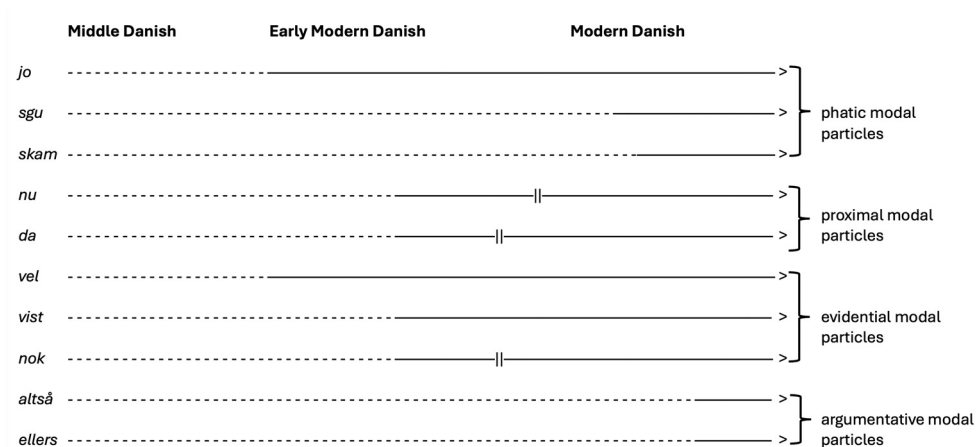 Middle Danish Early Modern Danish Modern Danish
jo
sgu
skam
phatic modal
particles
nu
da
proximal modal
particles
vel
vist
nok
evidential modal
particles
altså
ellers
argumentative modal
particles